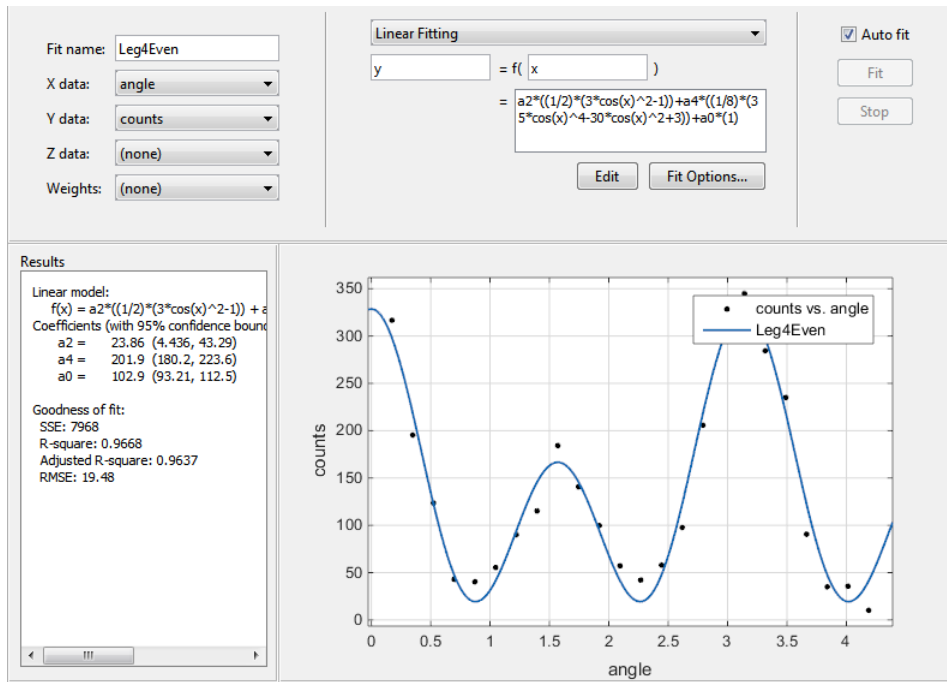 Fit name: Leg4Even
X data: angle
Y data: counts
Z data: (none)
Weights: (none)
Linear Fitting
y = f( x )
= a2*((1/2)*(3*cos(x)^2-1))+a4*((1/8)*(3
5*cos(x)^4-30*cos(x)^2+3))+a0*(1)
Edit Fit Options...
Auto fit
Fit
Stop
Results
Linear model:
f(x) = a2*((1/2)*(3*cos(x)^2-1)) + a
Coefficients (with 95% confidence bound
a2 = 23.86 (4.436, 43.29)
a4 = 201.9 (180.2, 223.6)
a0 = 102.9 (93.21, 112.5)
Goodness of fit:
SSE: 7968
R-square: 0.9668
Adjusted R-square: 0.9637
RMSE: 19.48
counts vs. angle
Leg4Even
350
300
250
200
150
100
50
0
counts
0 0.5 1 1.5 2 2.5 3 3.5 4
angle